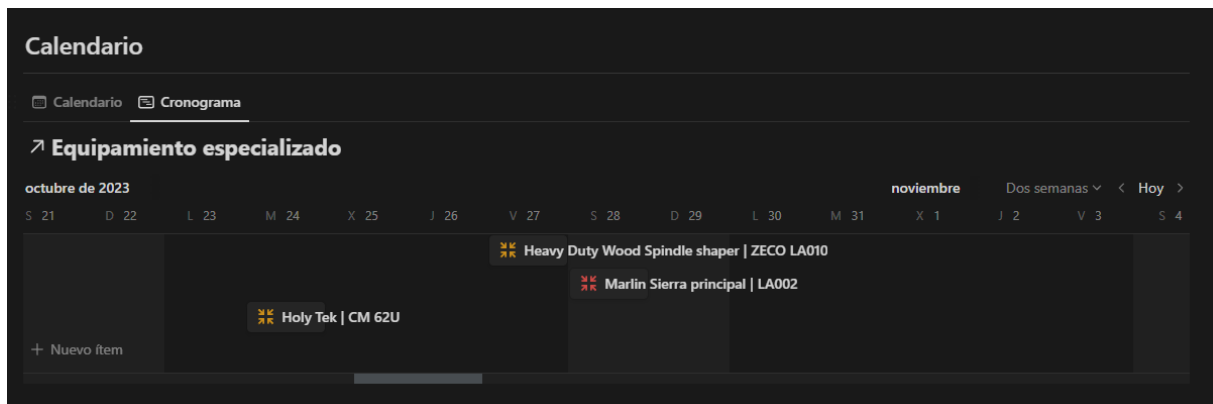 Calendario
Calendario Cronograma
Equipamiento especializado
octubre de 2023 noviembre Dos semanas Hoy
S 21 D 22 L 23 M 24 X 25 J 26 V 27 S 28 D 29 L 30 M 31 X 1 J 2 V 3 S 4
Heavy Duty Wood Spindle shaper | ZECO LA010
Marlin Sierra principal | LA002
Holy Tek | CM 62U
+ Nuevo ítem